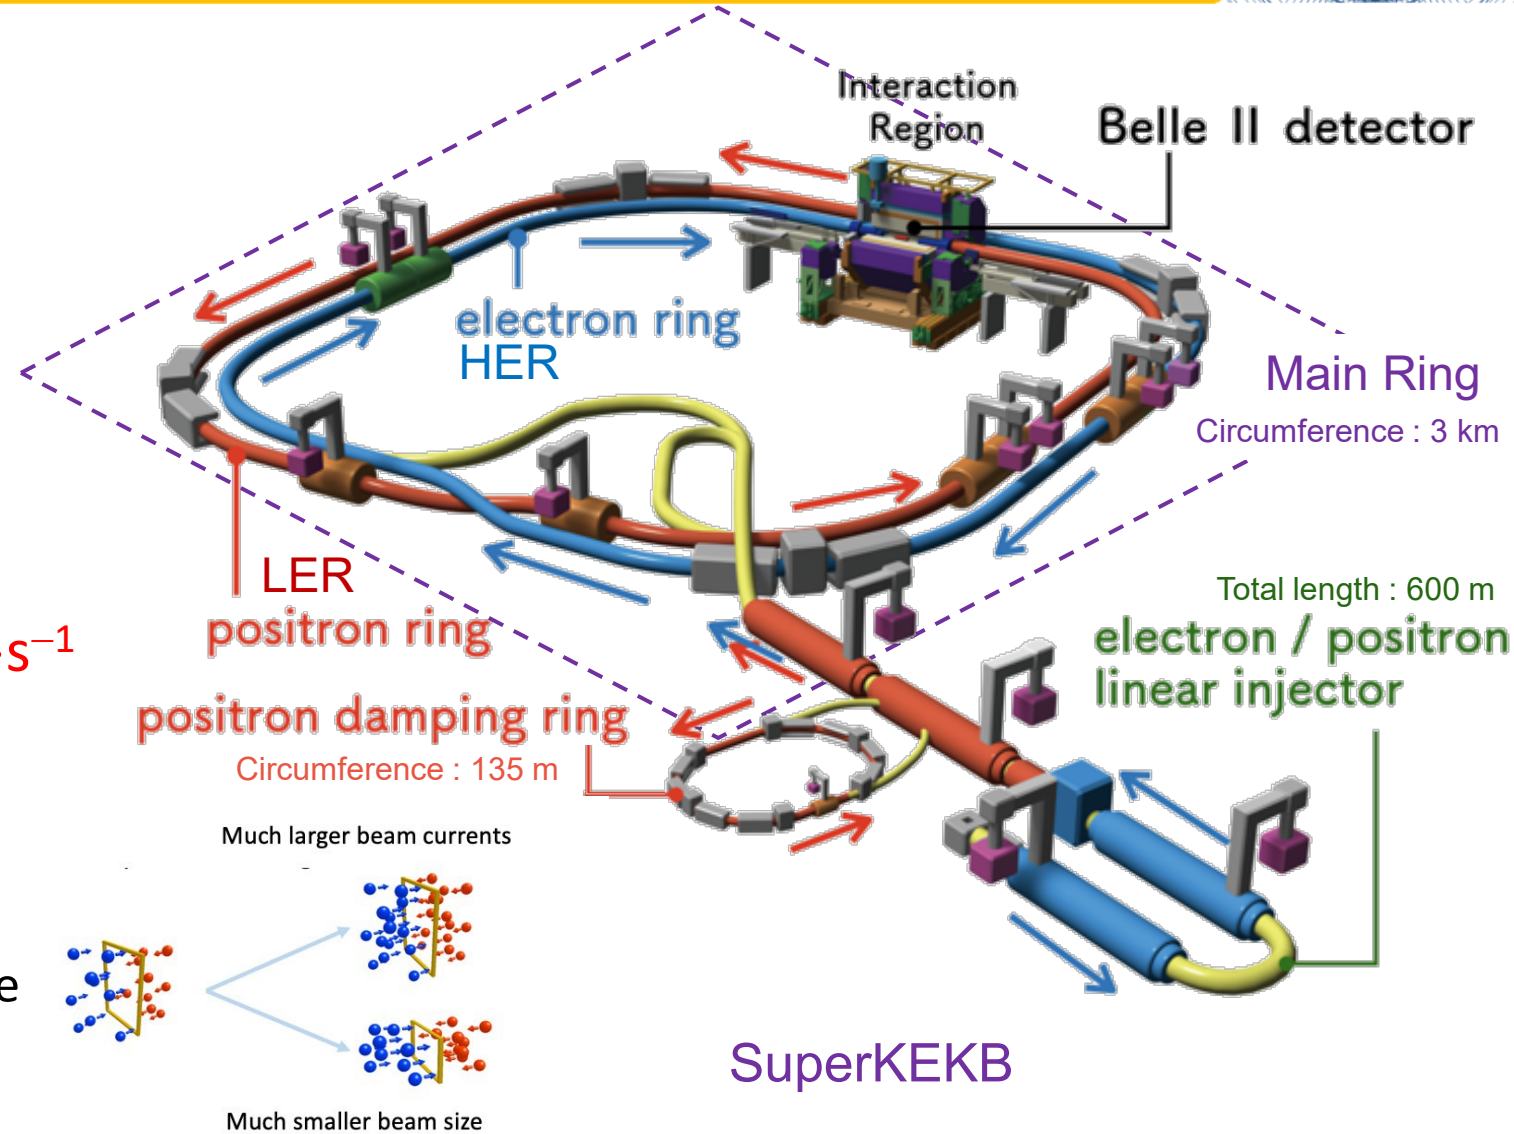 Interaction
Region
Belle II detector
electron ring
HER
Main Ring
Circumference : 3 km
LER
positron ring
·s⁻¹
Total length : 600 m
electron / positron
linear injector
positron damping ring
Circumference : 135 m
Much larger beam currents
e
Much smaller beam size
SuperKEKB